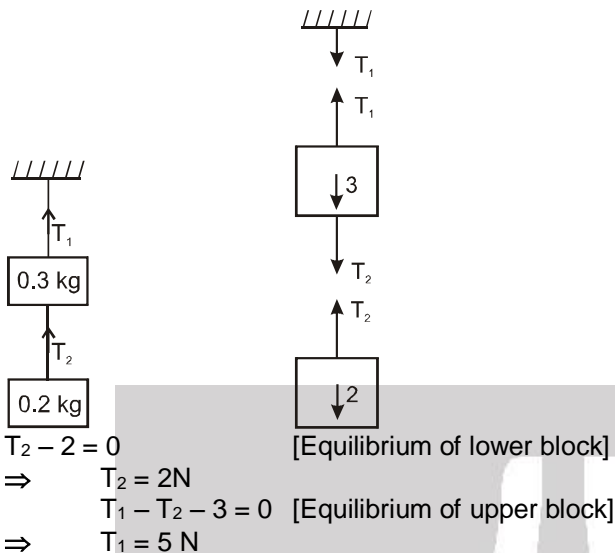 T₁
T₁
3
T₁
0.3 kg
T₂
T₂
T₂
0.2 kg
2
T₂ – 2 = 0 [Equilibrium of lower block]
⇒ T₂ = 2N
T₁ – T₂ – 3 = 0 [Equilibrium of upper block]
⇒ T₁ = 5 N